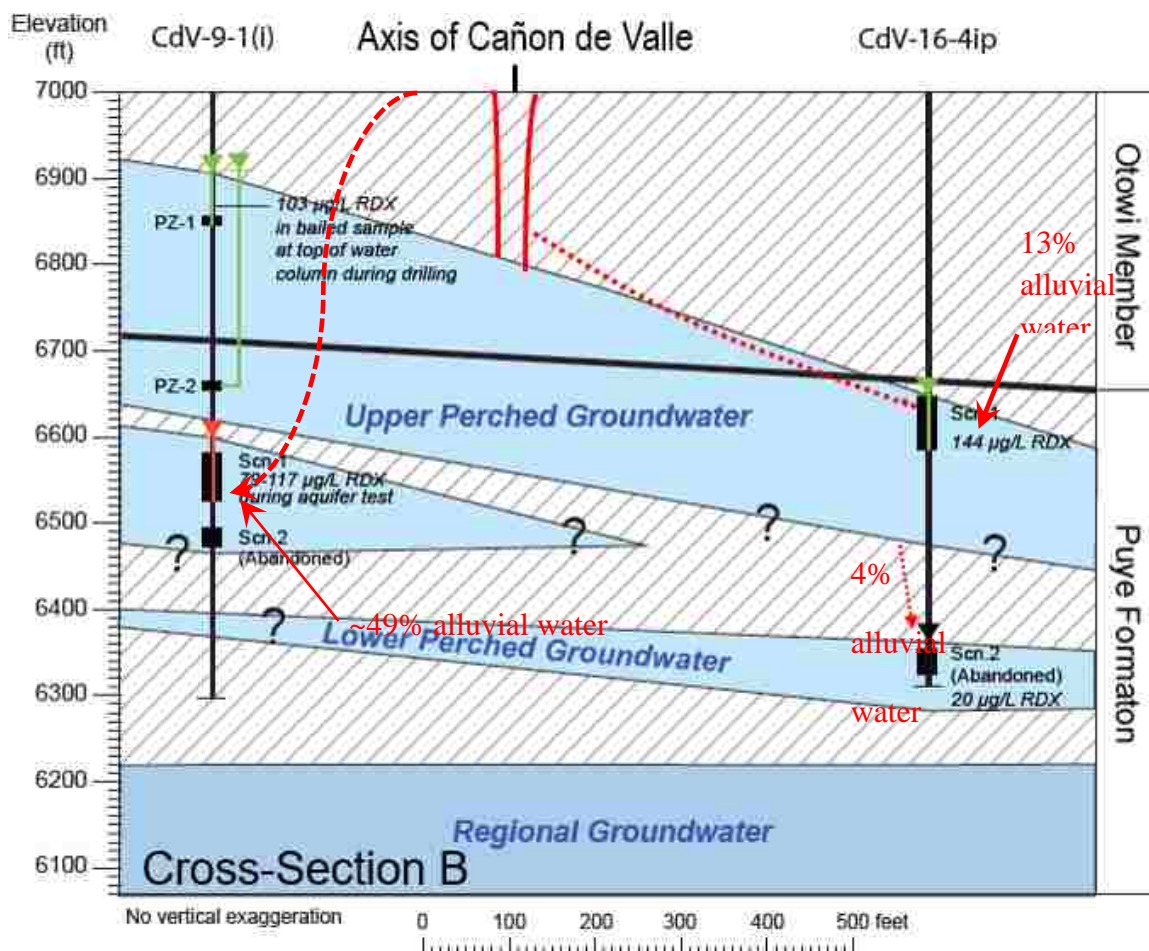 Elevation
(ft)
CdV-9-1(i)
Axis of Cañon de Valle
CdV-16-4ip
7000
6900
6800
6700
6600
6500
6400
6300
6200
6100
PZ-1
103 µg/L RDX
in bailed sample
at top of water
column during drilling
13%
alluvial
water
Otowi Member
PZ-2
Upper Perched Groundwater
Scn.1
144 µg/L RDX
Scn.1
79-117 µg/L RDX
during aquifer test
Scn.2
(Abandoned)
?
?
?
?
?
4%
alluvial
water
~49% alluvial water
Lower Perched Groundwater
Scn.2
(Abandoned)
20 µg/L RDX
Puye Formaton
Regional Groundwater
Cross-Section B
No vertical exaggeration
0 100 200 300 400 500 feet